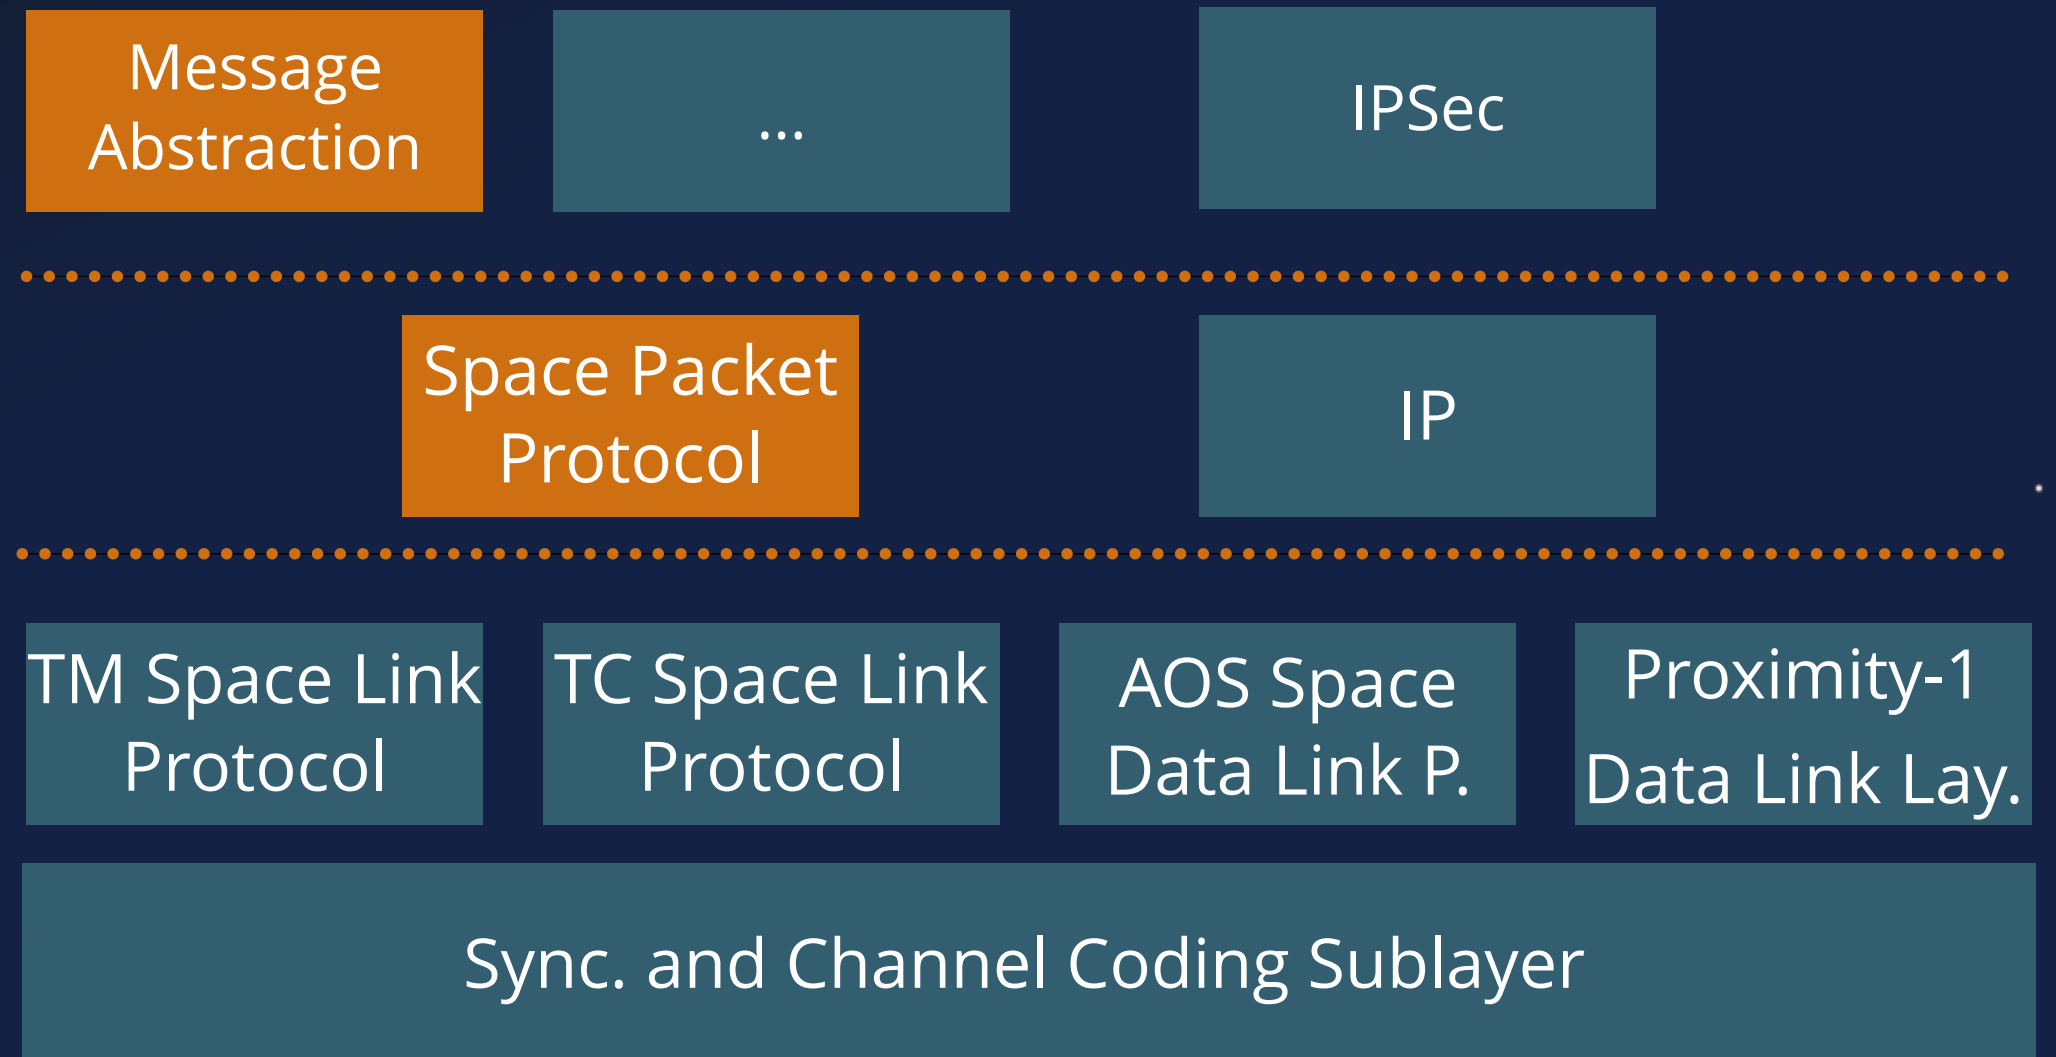 Message
Abstraction
...
IPSec
Space Packet
Protocol
IP
TM Space Link
Protocol
TC Space Link
Protocol
AOS Space
Data Link P.
Proximity-1
Data Link Lay.
Sync. and Channel Coding Sublayer